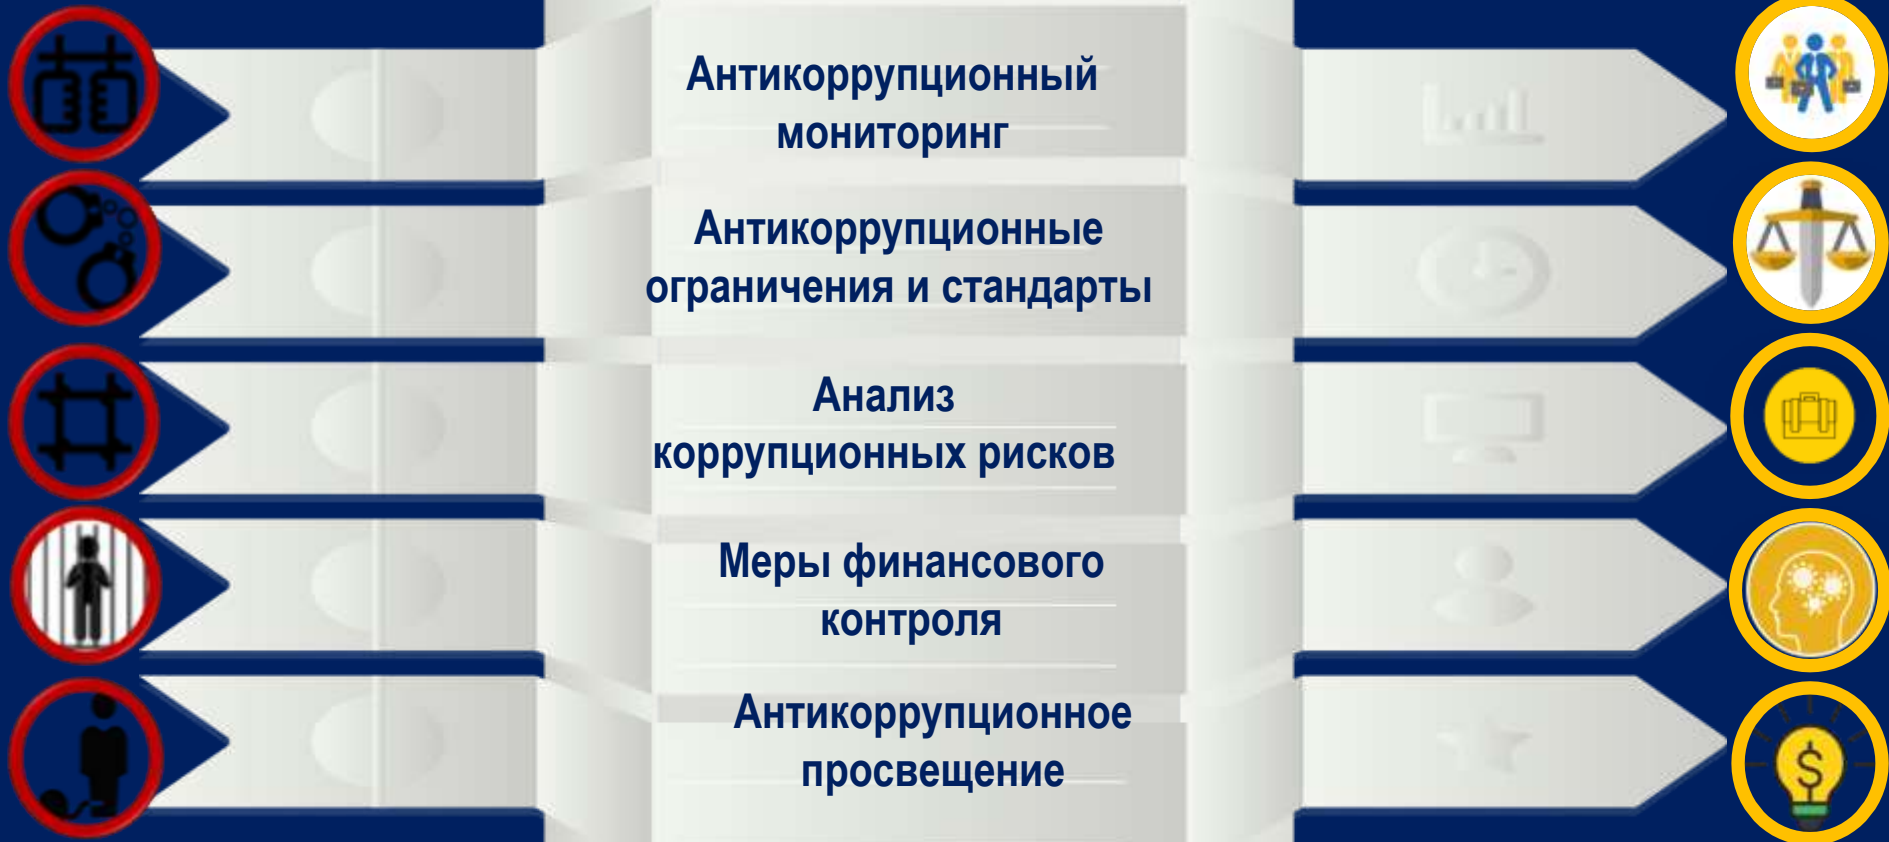 Антикоррупционный
мониторинг
Антикоррупционные
ограничения и стандарты
Анализ
коррупционных рисков
Меры финансового
контроля
Антикоррупционное
просвещение
$